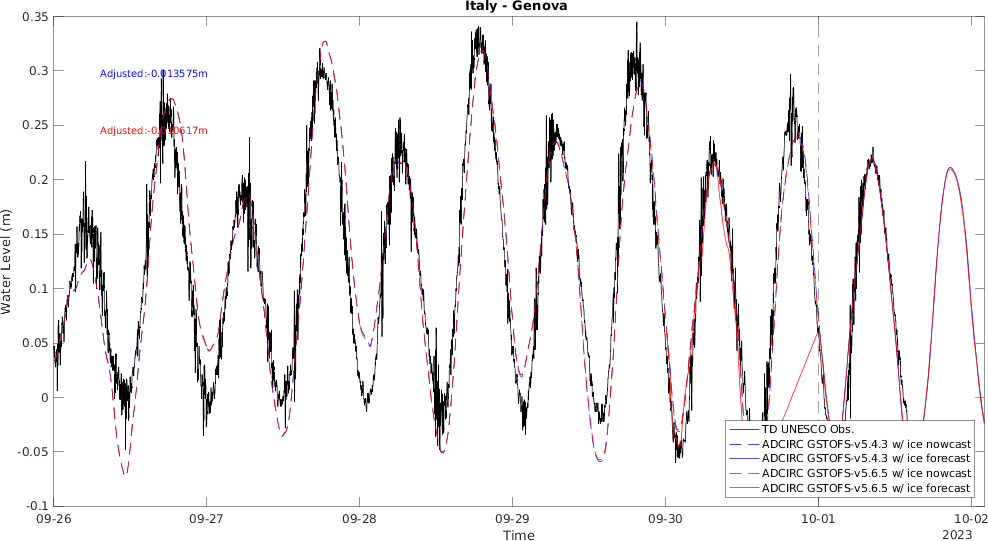 Italy - Genova
0.35
0.3
0.25
0.2
0.15
0.1
0.05
0
-0.05
-0.1
Water Level (m)
Adjusted:-0.013575m
Adjusted:-0.010617m
TD UNESCO Obs.
ADCIRC GSTOFS-v5.4.3 w/ ice nowcast
ADCIRC GSTOFS-v5.4.3 w/ ice forecast
ADCIRC GSTOFS-v5.6.5 w/ ice nowcast
ADCIRC GSTOFS-v5.6.5 w/ ice forecast
09-26 09-27 09-28 09-29 09-30 10-01 10-02
Time
2023